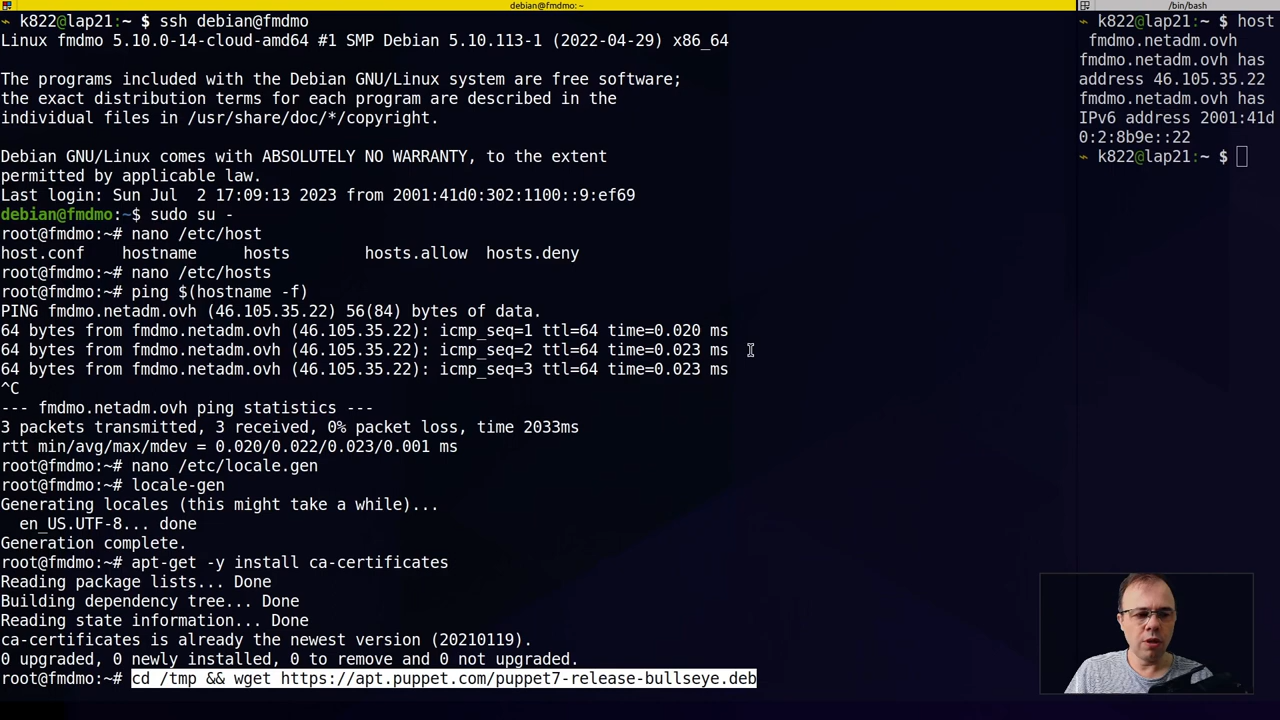 debian@fmdmo
~ k822@lap21:~ $ ssh debian@fmdmo
Linux fmdmo 5.10.0-14-cloud-amd64 #1 SMP Debian 5.10.113-1 (2022-04-29) x86_64
The programs included with the Debian GNU/Linux system are free software;
the exact distribution terms for each program are described in the
individual files in /usr/share/doc/*/copyright.
Debian GNU/Linux comes with ABSOLUTELY NO WARRANTY, to the extent
permitted by applicable law.
Last login: Sun Jul  2 17:09:13 2023 from 2001:41d0:302:1100::9:ef69
debian@fmdmo:~$ sudo su -
root@fmdmo:~# nano /etc/host
host.conf    hostname     hosts        hosts.allow  hosts.deny
root@fmdmo:~# nano /etc/hosts
root@fmdmo:~# ping $(hostname -f)
PING fmdmo.netadm.ovh (46.105.35.22) 56(84) bytes of data.
64 bytes from fmdmo.netadm.ovh (46.105.35.22): icmp_seq=1 ttl=64 time=0.020 ms
64 bytes from fmdmo.netadm.ovh (46.105.35.22): icmp_seq=2 ttl=64 time=0.023 ms
64 bytes from fmdmo.netadm.ovh (46.105.35.22): icmp_seq=3 ttl=64 time=0.023 ms
^C
--- fmdmo.netadm.ovh ping statistics ---
3 packets transmitted, 3 received, 0% packet loss, time 2033ms
rtt min/avg/max/mdev = 0.020/0.022/0.023/0.001 ms
root@fmdmo:~# nano /etc/locale.gen
root@fmdmo:~# locale-gen
Generating locales (this might take a while)...
  en_US.UTF-8... done
Generation complete.
root@fmdmo:~# apt-get -y install ca-certificates
Reading package lists... Done
Building dependency tree... Done
Reading state information... Done
ca-certificates is already the newest version (20210119).
0 upgraded, 0 newly installed, 0 to remove and 0 not upgraded.
root@fmdmo:~# cd /tmp && wget https://apt.puppet.com/puppet7-release-bullseye.deb
/bin/bash
~ k822@lap21:~ $ host
 fmdmo.netadm.ovh
fmdmo.netadm.ovh has
address 46.105.35.22
fmdmo.netadm.ovh has
IPv6 address 2001:41d
0:2:8b9e::22
~ k822@lap21:~ $